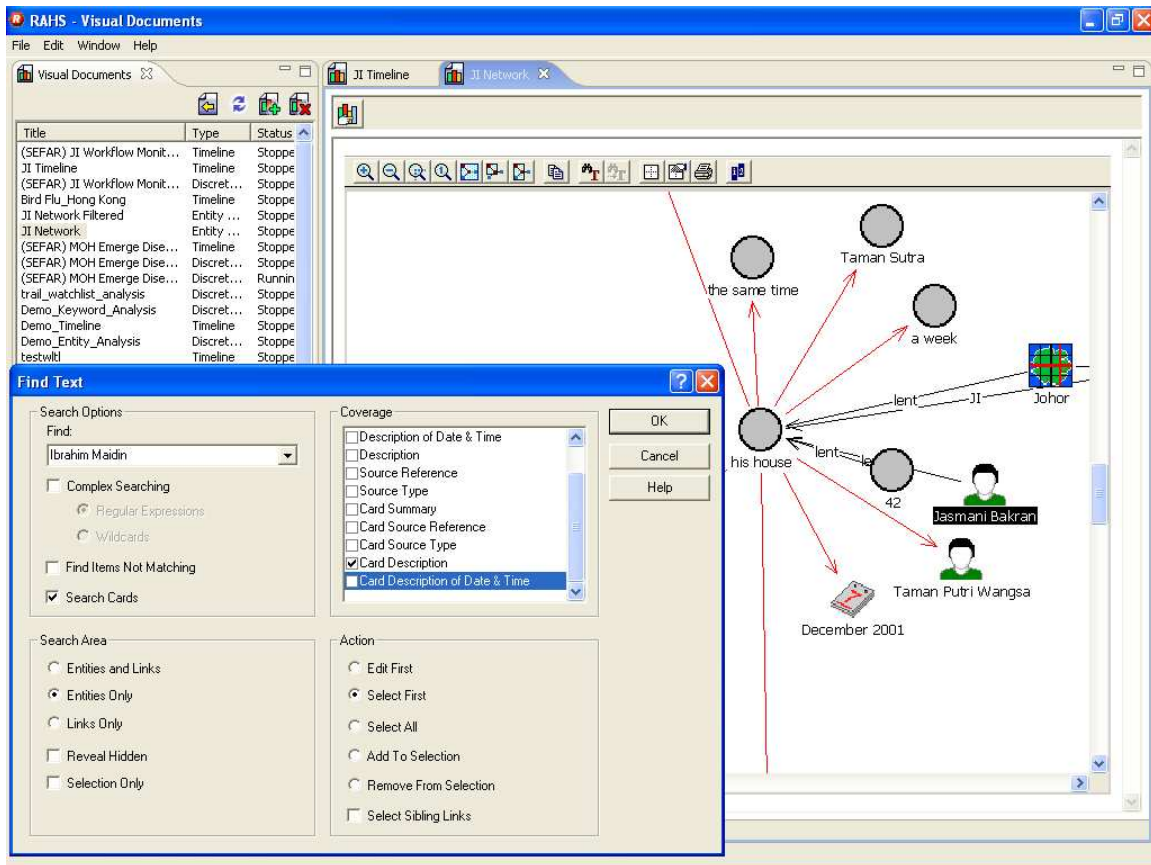 RAHS - Visual Documents
File Edit Window Help
Visual Documents
Title Type Status
(SEFAR) JI Workflow Monit... Timeline Stoppe
JI Timeline Timeline Stoppe
(SEFAR) JI Workflow Monit... Discret... Stoppe
Bird Flu_Hong Kong Timeline Stoppe
JI Network Filtered Entity ... Stoppe
JI Network Entity ... Stoppe
(SEFAR) MOH Emerge Dise... Timeline Stoppe
(SEFAR) MOH Emerge Dise... Discret... Stoppe
(SEFAR) MOH Emerge Dise... Discret... Runnin
trail_watchlist_analysis Discret... Stoppe
Demo_Keyword_Analysis Discret... Stoppe
Demo_Timeline Timeline Stoppe
Demo_Entity_Analysis Discret... Stoppe
testwltl Timeline Stoppe
JI Timeline JI Network
Taman Sutra
the same time
a week
Johor
lent
JI
his house
lent
le
42
Jasmani Bakran
Taman Putri Wangsa
7
December 2001
Find Text
Search Options
Find:
Ibrahim Maidin
Complex Searching
Regular Expressions
Wildcards
Find Items Not Matching
Search Cards
Coverage
Description of Date & Time
Description
Source Reference
Source Type
Card Summary
Card Source Reference
Card Source Type
Card Description
Card Description of Date & Time
OK
Cancel
Help
Search Area
Entities and Links
Entities Only
Links Only
Reveal Hidden
Selection Only
Action
Edit First
Select First
Select All
Add To Selection
Remove From Selection
Select Sibling Links